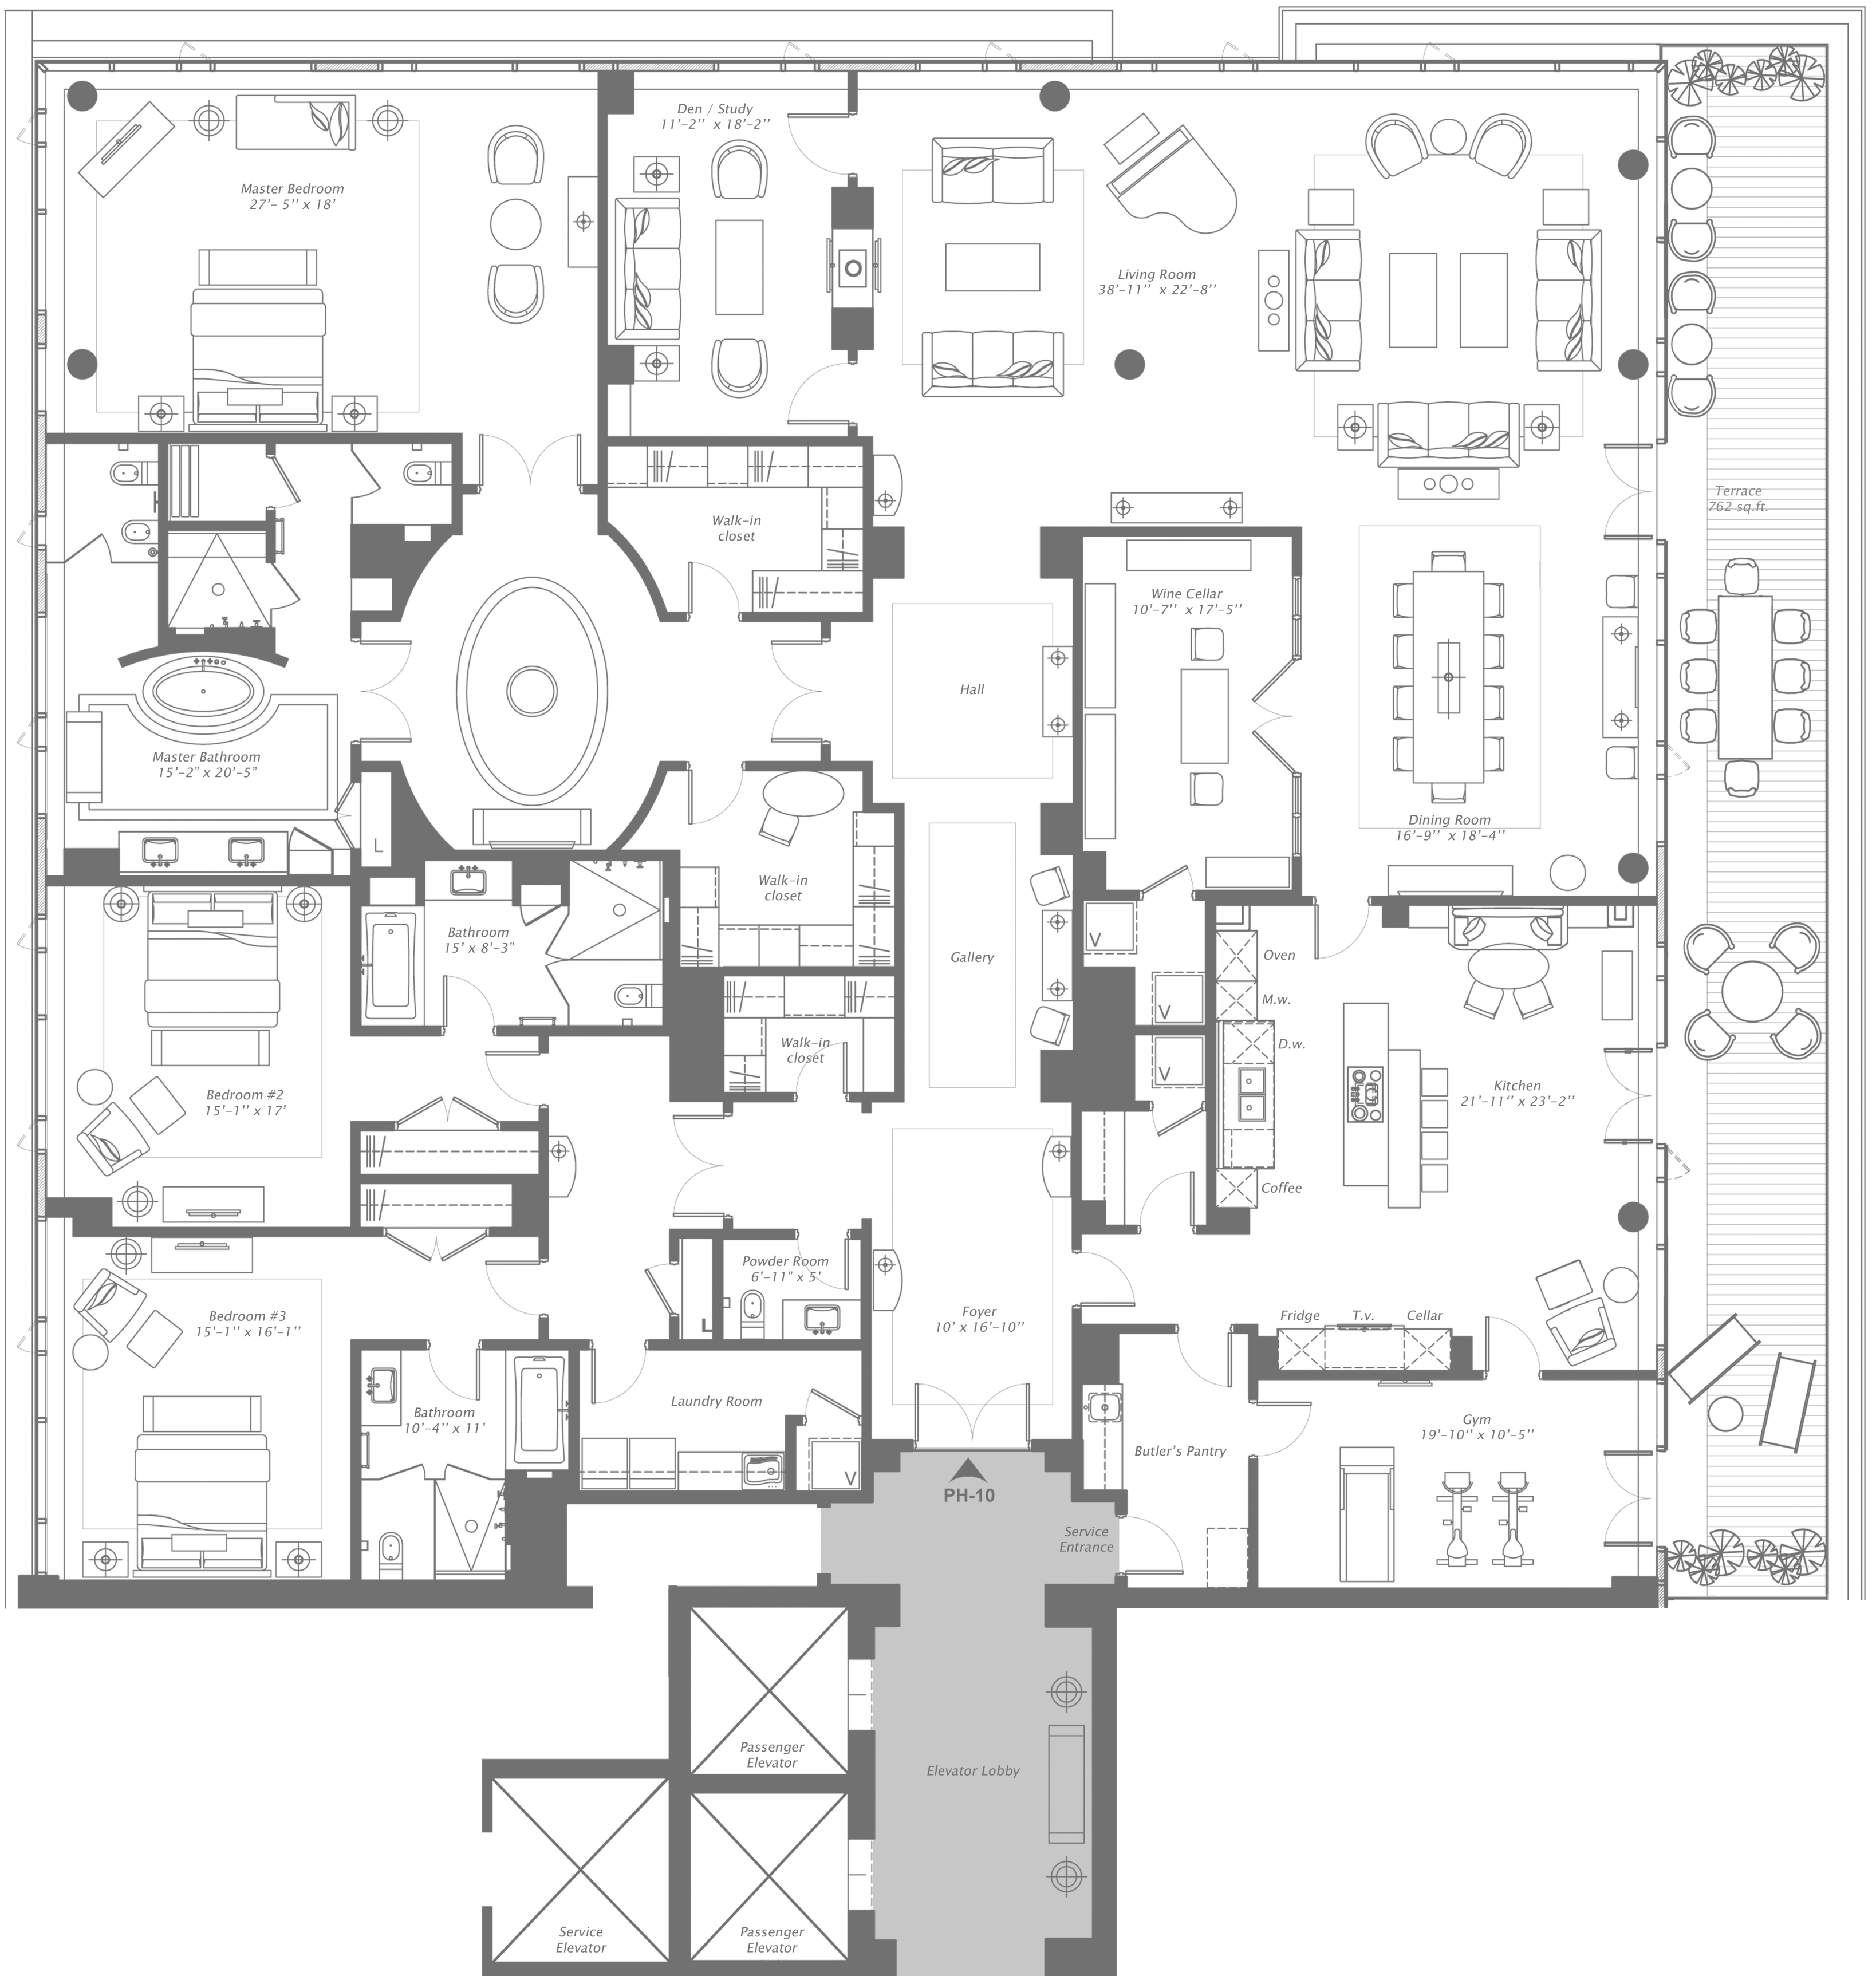 Den / Study
11'-2'' x 18'-2''
Master Bedroom
27'- 5'' x 18'
Living Room
38'-11'' x 22'-8''
Terrace
762 sq.ft.
Walk-in
closet
Wine Cellar
10'-7'' x 17'-5''
Hall
Master Bathroom
15'-2" x 20'-5"
L
Dining Room
16'-9'' x 18'-4''
Walk-in
closet
Bathroom
15' x 8'-3"
V
Gallery
Oven
M.w.
V
Walk-in
closet
D.w.
V
Bedroom #2
15'-1'' x 17'
Kitchen
21'-11'' x 23'-2''
Coffee
Powder Room
6'-11" x 5'
Bedroom #3
15'-1'' x 16'-1''
L
Foyer
10' x 16'-10''
Fridge
T.v.
Cellar
Laundry Room
Bathroom
10'-4'' x 11'
Gym
19'-10'' x 10'-5''
Butler's Pantry
V
PH-10
Service
Entrance
Passenger
Elevator
Elevator Lobby
Service
Elevator
Passenger
Elevator